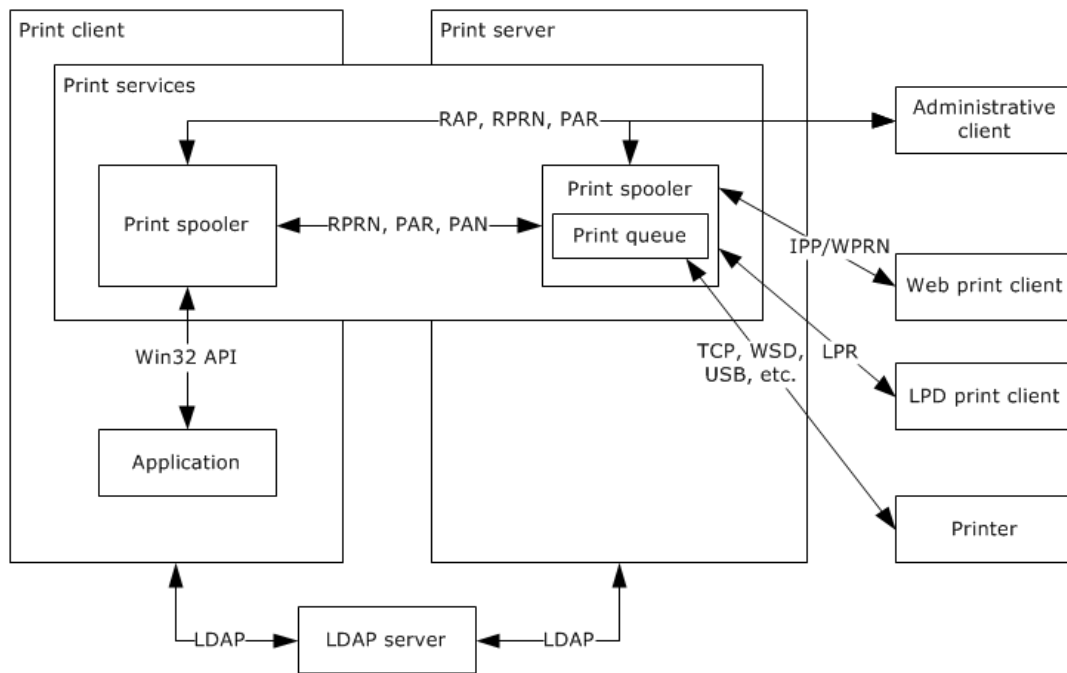 Print client
Print server
Print services
RAP, RPRN, PAR
Administrative
client
Print spooler
Print spooler
Print queue
RPRN, PAR, PAN
IPP/WPRN
Web print client
Win32 API
TCP, WSD,
USB, etc.
LPR
LPD print client
Application
Printer
LDAP
LDAP server
LDAP